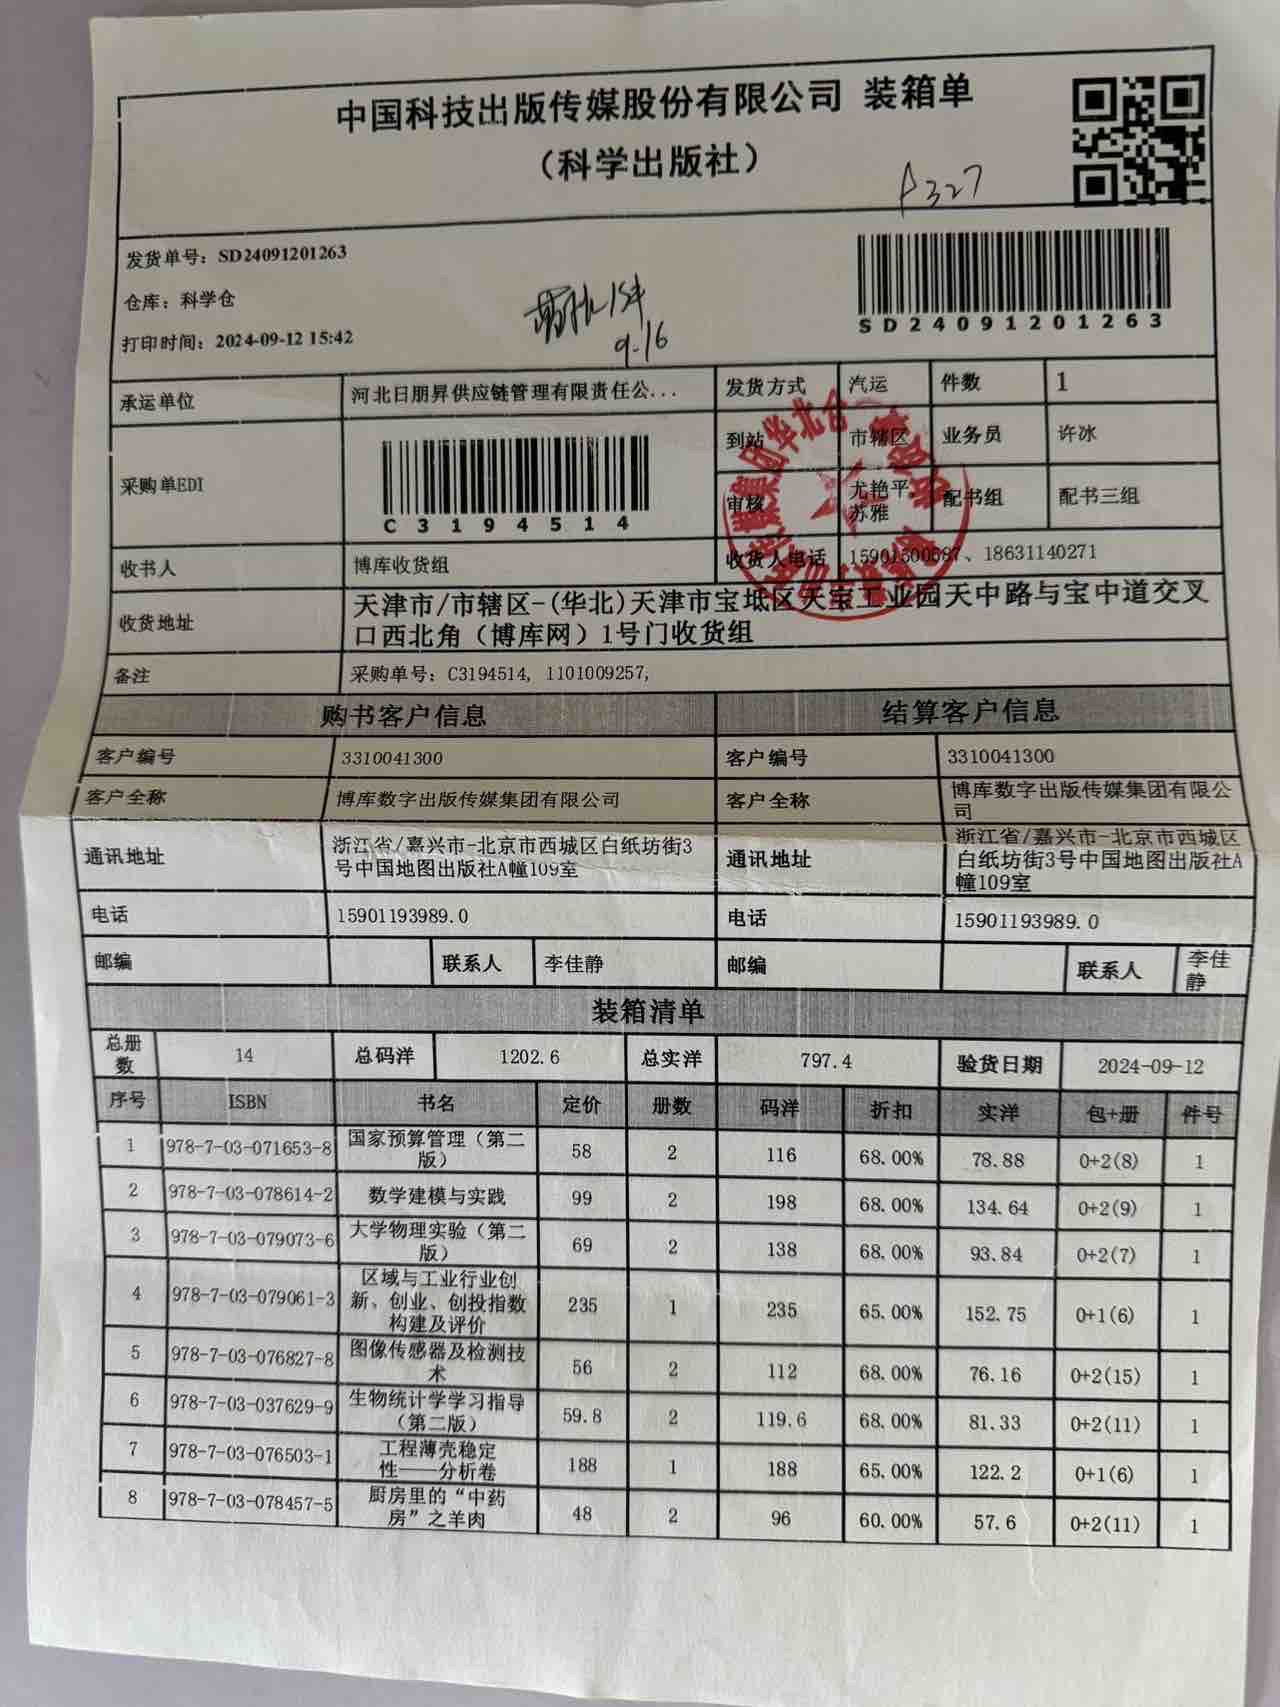 中国科技出版传媒股份有限公司 装箱单
（科学出版社）
A327
发货单号：SD24091201263
仓库：科学仓
打印时间：2024-09-12 15:42
9.16
SD24091201263
承运单位 河北日朋昇供应链管理有限责任公... 发货方式 汽运 件数 1
采购单EDI C3194514 到站 市辖区 业务员 许冰
审核 尤艳平,苏雅 配书组 配书三组
收书人 博库收货组 收货人电话 15901500687、18631140271
收货地址 天津市/市辖区-(华北)天津市宝坻区天宝工业园天中路与宝中道交叉
口西北角（博库网）1号门收货组
备注 采购单号：C3194514, 1101009257,
购书客户信息 结算客户信息
客户编号 3310041300 客户编号 3310041300
客户全称 博库数字出版传媒集团有限公司 客户全称 博库数字出版传媒集团有限公
司
通讯地址 浙江省/嘉兴市-北京市西城区白纸坊街3
号中国地图出版社A幢109室
通讯地址 浙江省/嘉兴市-北京市西城区
白纸坊街3号中国地图出版社A
幢109室
电话 15901193989.0 电话 15901193989.0
邮编 联系人 李佳静 邮编 联系人 李佳
静
装箱清单
总册数 14 总码洋 1202.6 总实洋 797.4 验货日期 2024-09-12
序号 ISBN 书名 定价 册数 码洋 折扣 实洋 包+册 件号
1 978-7-03-071653-8 国家预算管理（第二版） 58 2 116 68.00% 78.88 0+2(8) 1
2 978-7-03-078614-2 数学建模与实践 99 2 198 68.00% 134.64 0+2(9) 1
3 978-7-03-079073-6 大学物理实验（第二版） 69 2 138 68.00% 93.84 0+2(7) 1
4 978-7-03-079061-3 区域与工业行业创新、创业、创投指数构建及评价 235 1 235 65.00% 152.75 0+1(6) 1
5 978-7-03-076827-8 图像传感器及检测技术 56 2 112 68.00% 76.16 0+2(15) 1
6 978-7-03-037629-9 生物统计学学习指导（第二版） 59.8 2 119.6 68.00% 81.33 0+2(11) 1
7 978-7-03-076503-1 工程薄壳稳定性——分析卷 188 1 188 65.00% 122.2 0+1(6) 1
8 978-7-03-078457-5 厨房里的“中药房”之羊肉 48 2 96 60.00% 57.6 0+2(11) 1